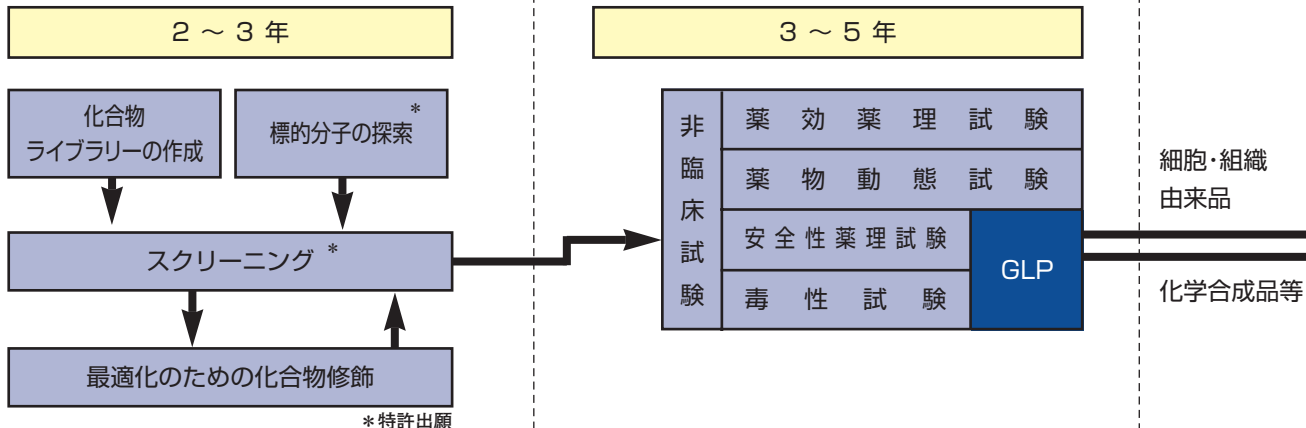 ２～３年
３～５年
化合物
ライブラリーの作成
標的分子の探索*
スクリーニング*
最適化のための化合物修飾
*特許出願
非臨床試験
薬効薬理試験
薬物動態試験
安全性薬理試験
毒性試験
GLP
細胞・組織
由来品
化学合成品等